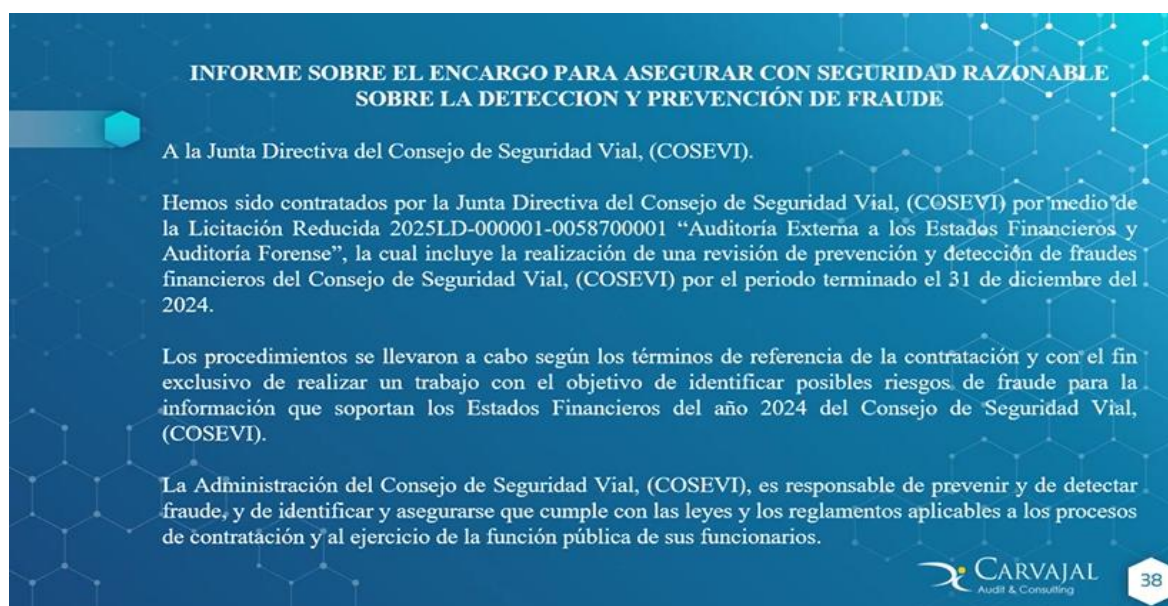 INFORME SOBRE EL ENCARGO PARA ASEGURAR CON SEGURIDAD RAZONABLE
SOBRE LA DETECCION Y PREVENCIÓN DE FRAUDE
A la Junta Directiva del Consejo de Seguridad Vial, (COSEVI).
Hemos sido contratados por la Junta Directiva del Consejo de Seguridad Vial, (COSEVI) por medio de
la Licitación Reducida 2025LD-000001-0058700001 “Auditoría Externa a los Estados Financieros y
Auditoría Forense”, la cual incluye la realización de una revisión de prevención y detección de fraudes
financieros del Consejo de Seguridad Vial, (COSEVI) por el periodo terminado el 31 de diciembre del
2024.
Los procedimientos se llevaron a cabo según los términos de referencia de la contratación y con el fin
exclusivo de realizar un trabajo con el objetivo de identificar posibles riesgos de fraude para la
información que soportan los Estados Financieros del año 2024 del Consejo de Seguridad Vial,
(COSEVI).
La Administración del Consejo de Seguridad Vial, (COSEVI), es responsable de prevenir y de detectar
fraude, y de identificar y asegurarse que cumple con las leyes y los reglamentos aplicables a los procesos
de contratación y al ejercicio de la función pública de sus funcionarios.
CARVAJAL
Audit & Consulting
38